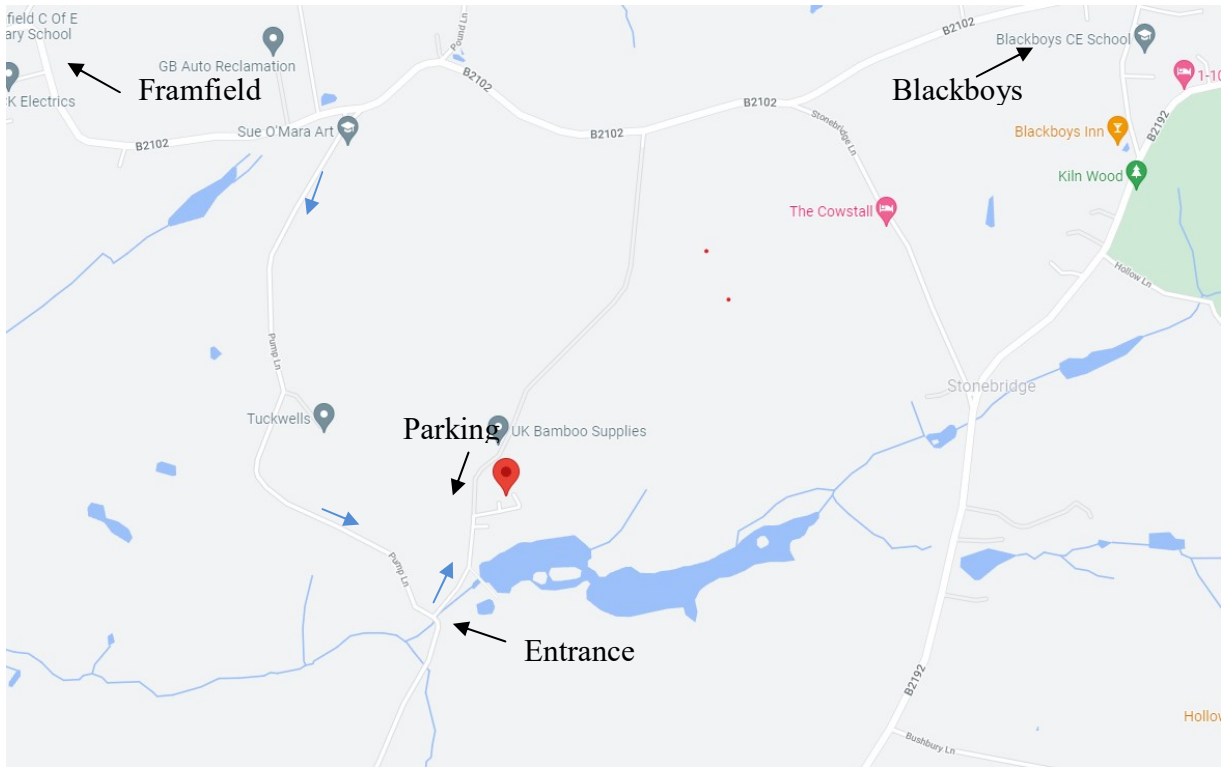 field C Of E
ary School
GB Auto Reclamation
Pound Ln
B2102
Blackboys CE School
Framfield
K Electrics
B2102
Blackboys
1-10
B2102
Stonebridge Ln
B2192
Sue O'Mara Art
B2102
B2102
Blackboys Inn
Kiln Wood
The Cowstall
Hollow Ln
Pump Ln
Stonebridge
Tuckwells
Parking
UK Bamboo Supplies
Pump Ln
Entrance
B2192
Hollow
Bushbury Ln